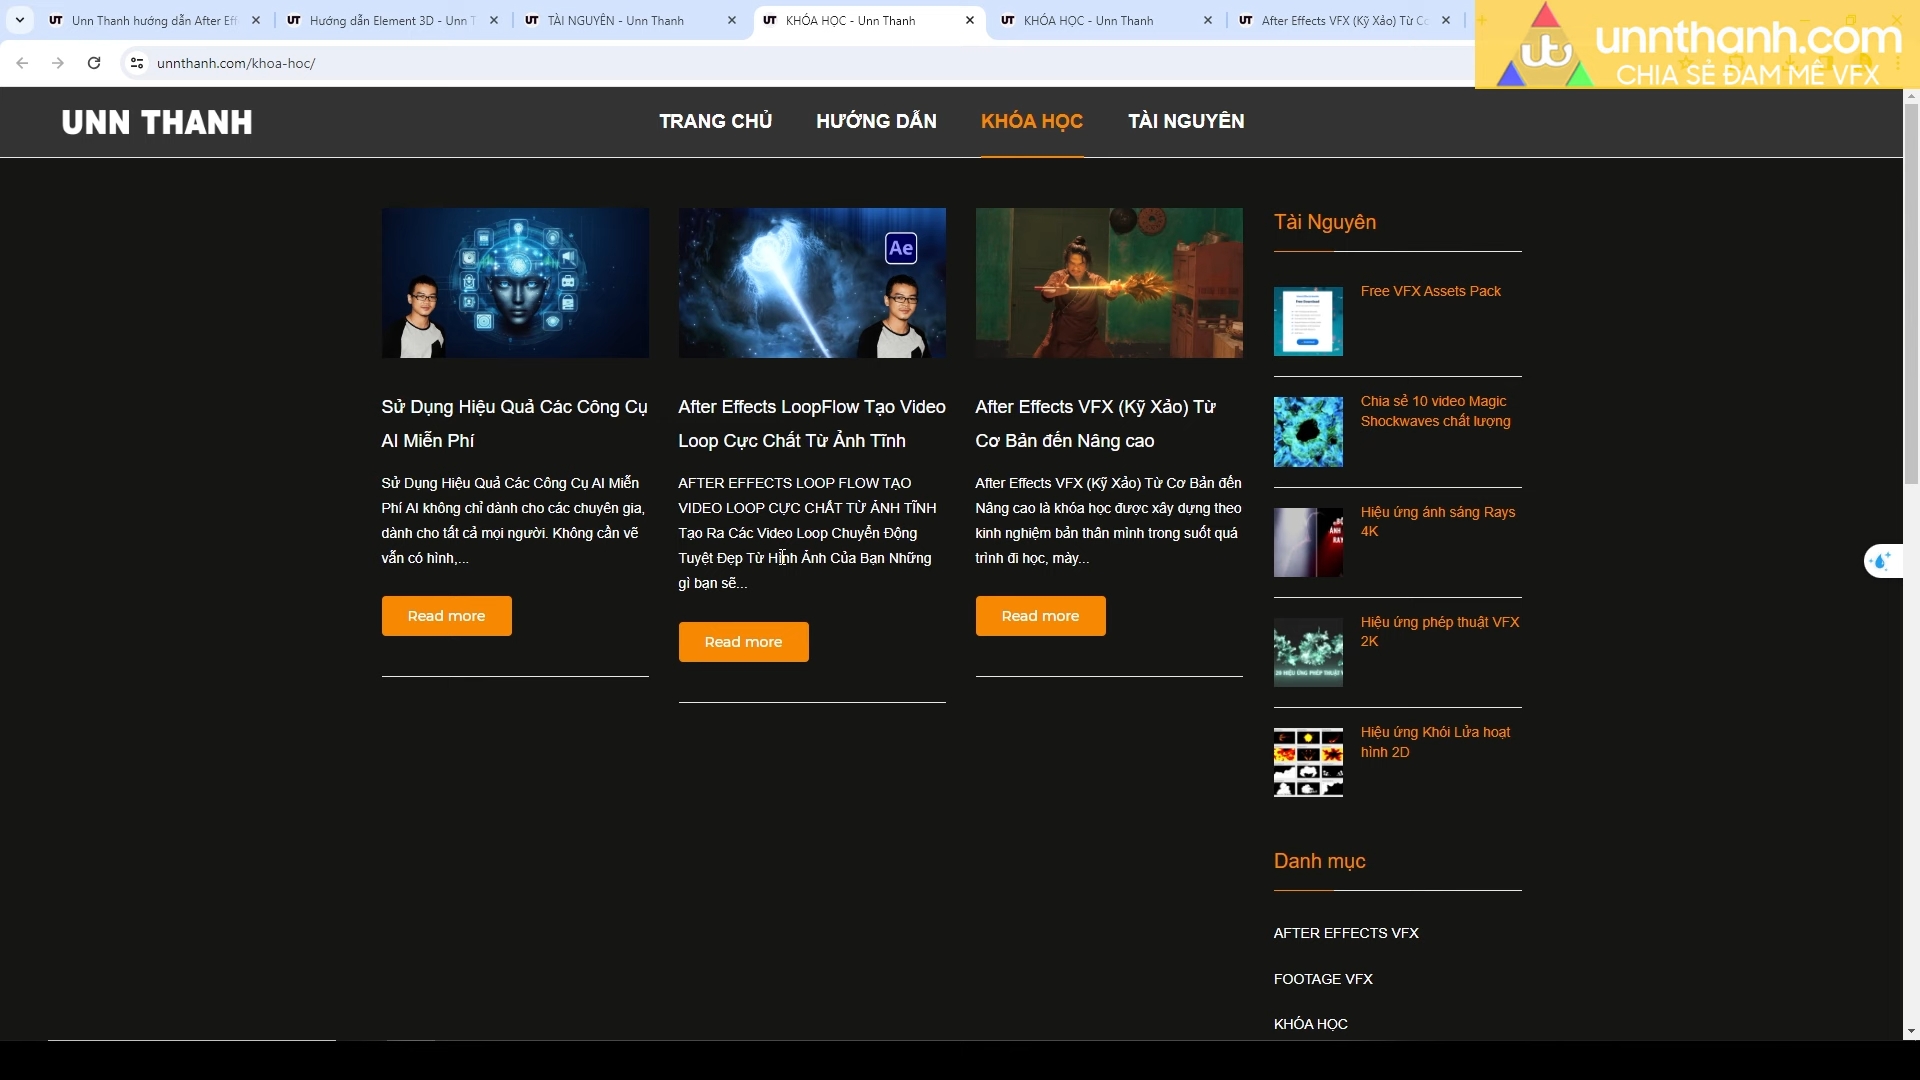 UT Unn Thanh hướng dẫn After Eff
UT Hướng dẫn Element 3D - Unn T
UT TÀI NGUYÊN - Unn Thanh
UT KHÓA HỌC - Unn Thanh
UT KHÓA HỌC - Unn Thanh
UT After Effects VFX (Kỹ Xảo) Từ Cơ
unnthanh.com/khoa-hoc/
ut
unnthanh.com
CHIA SẺ ĐAM MÊ VFX
UNN THANH
TRANG CHỦ
HƯỚNG DẪN
KHÓA HỌC
TÀI NGUYÊN
Sử Dụng Hiệu Quả Các Công Cụ
AI Miễn Phí
Sử Dụng Hiệu Quả Các Công Cụ AI Miễn
Phí AI không chỉ dành cho các chuyên gia,
dành cho tất cả mọi người. Không cần vẽ
vẫn có hình,...
Read more
Ae
After Effects LoopFlow Tạo Video
Loop Cực Chất Từ Ảnh Tĩnh
AFTER EFFECTS LOOP FLOW TẠO
VIDEO LOOP CỰC CHẤT TỪ ẢNH TĨNH
Tạo Ra Các Video Loop Chuyển Động
Tuyệt Đẹp Từ Hình Ảnh Của Bạn Những
gì bạn sẽ...
Read more
After Effects VFX (Kỹ Xảo) Từ
Cơ Bản đến Nâng cao
After Effects VFX (Kỹ Xảo) Từ Cơ Bản đến
Nâng cao là khóa học được xây dựng theo
kinh nghiệm bản thân mình trong suốt quá
trình đi học, mày...
Read more
Tài Nguyên
Free Download
Free VFX Assets Pack
Chia sẻ 10 video Magic
Shockwaves chất lượng
Hiệu ứng ánh sáng Rays
4K
Hiệu ứng phép thuật VFX
2K
Hiệu ứng Khói Lửa hoạt
hình 2D
Danh mục
AFTER EFFECTS VFX
FOOTAGE VFX
KHÓA HỌC